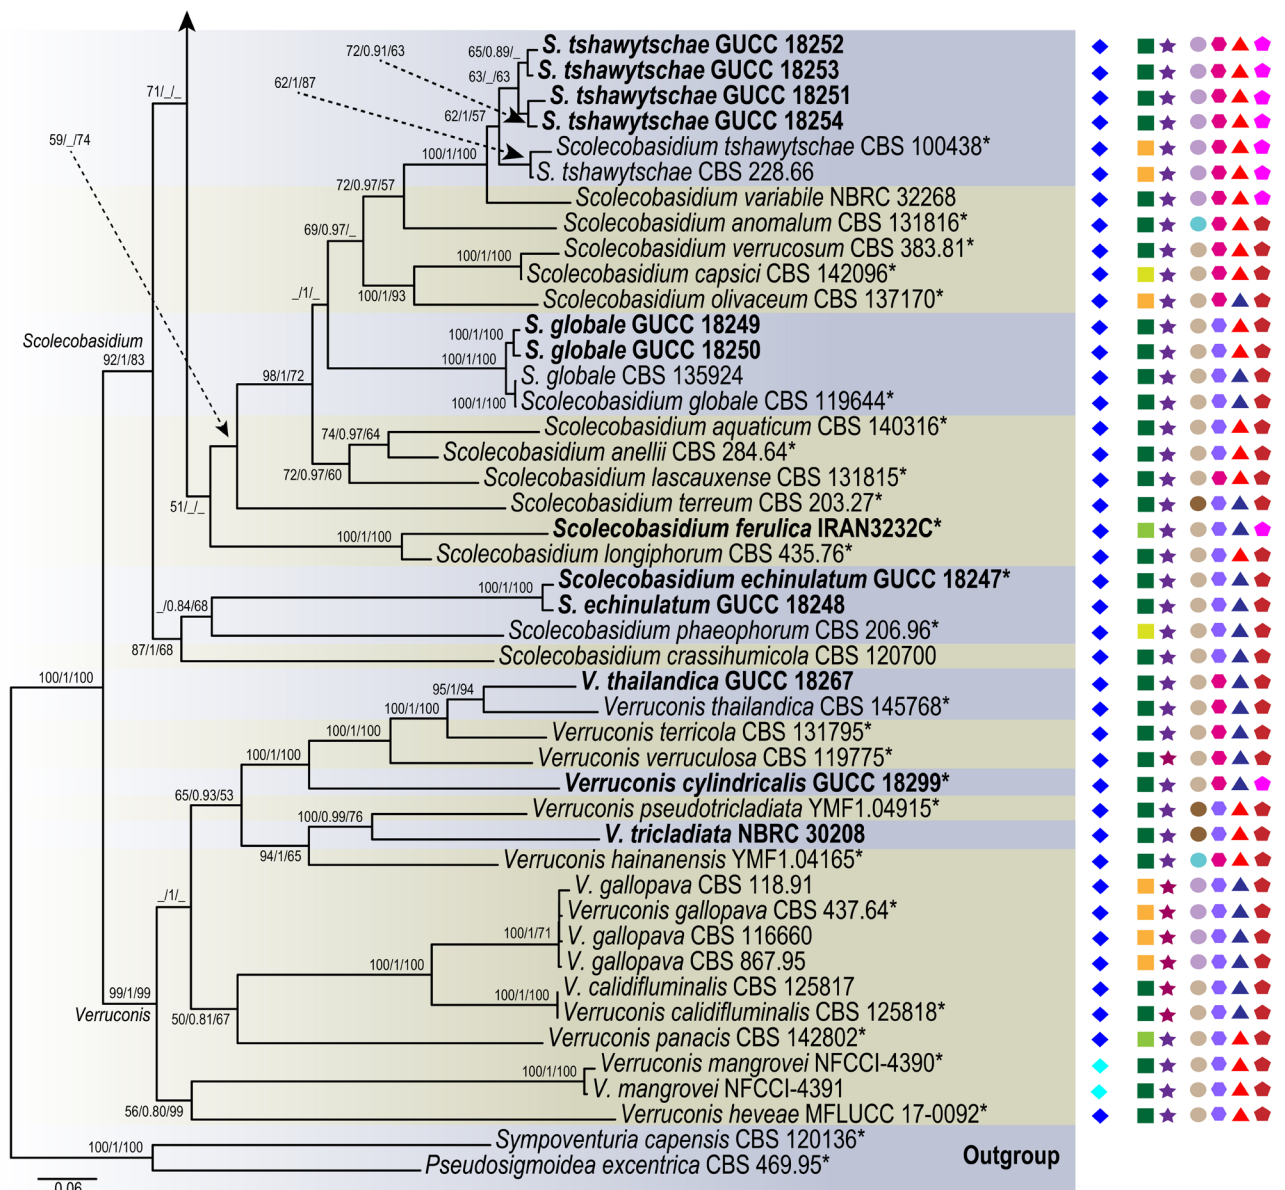 65/0.89/_
S. tshawytschae GUCC 18252
72/0.91/63
S. tshawytschae GUCC 18253
63/_/63
62/1/87
S. tshawytschae GUCC 18251
71/_/_
62/1/57
S. tshawytschae GUCC 18254
59/_/74
Scolecobasidium tshawytschae CBS 100438*
100/1/100
S. tshawytschae CBS 228.66
72/0.97/57
Scolecobasidium variabile NBRC 32268
Scolecobasidium anomalum CBS 131816*
69/0.97/_
Scolecobasidium verrucosum CBS 383.81*
100/1/100
Scolecobasidium capsici CBS 142096*
_/1/_
100/1/93
Scolecobasidium olivaceum CBS 137170*
S. globale GUCC 18249
100/1/100
Scolecobasidium
S. globale GUCC 18250
92/1/83
100/1/100
98/1/72
S. globale CBS 135924
100/1/100
Scolecobasidium globale CBS 119644*
Scolecobasidium aquaticum CBS 140316*
74/0.97/64
Scolecobasidium anellii CBS 284.64*
72/0.97/60
Scolecobasidium lascauxense CBS 131815*
51/_/_
Scolecobasidium terreum CBS 203.27*
Scolecobasidium ferulica IRAN3232C*
100/1/100
Scolecobasidium longiphorum CBS 435.76*
Scolecobasidium echinulatum GUCC 18247*
100/1/100
_/0.84/68
S. echinulatum GUCC 18248
Scolecobasidium phaeophorum CBS 206.96*
87/1/68
Scolecobasidium crassihumicola CBS 120700
100/1/100
V. thailandica GUCC 18267
95/1/94
100/1/100
Verruconis thailandica CBS 145768*
100/1/100
Verruconis terricola CBS 131795*
100/1/100
Verruconis verruculosa CBS 119775*
Verruconis cylindricalis GUCC 18299*
65/0.93/53
Verruconis pseudotricladiata YMF1.04915*
100/0.99/76
V. tricladiata NBRC 30208
94/1/65
Verruconis hainanensis YMF1.04165*
_/1/_
V. gallopava CBS 118.91
Verruconis gallopava CBS 437.64*
100/1/71
V. gallopava CBS 116660
100/1/100
V. gallopava CBS 867.95
99/1/99
V. calidifluminalis CBS 125817
100/1/100
Verruconis
50/0.81/67
Verruconis calidifluminalis CBS 125818*
Verruconis panacis CBS 142802*
Verruconis mangrovei NFCCI-4390*
100/1/100
V. mangrovei NFCCI-4391
56/0.80/99
Verruconis heveae MFLUCC 17-0092*
100/1/100
Sympoventuria capensis CBS 120136*
Outgroup
Pseudosigmoidea excentrica CBS 469.95*
0.06